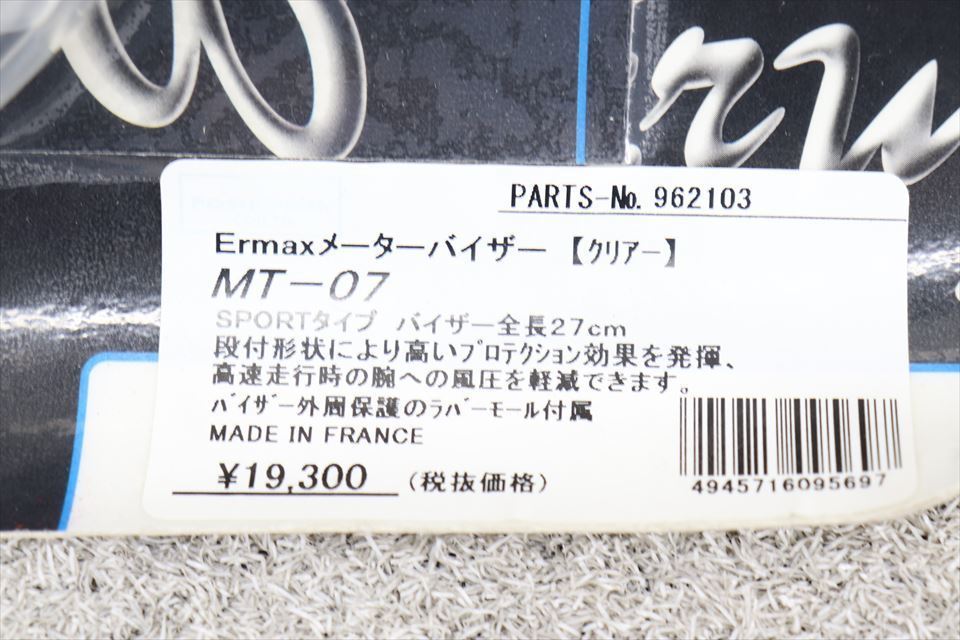 PARTS-No. 962103
Ermaxメーターバイザー 【ｸﾘｱｰ】
MT-07
SPORTタイプ バイザー全長27cm
段付形状により高いﾌﾟﾛﾃｸｼｮﾝ効果を発揮、
高速走行時の腕への風圧を軽減できます。
ﾊﾞｲｻﾞｰ外周保護のﾗﾊﾞｰﾓｰﾙ付属
MADE IN FRANCE
¥19,300 (税抜価格)
4945716095697